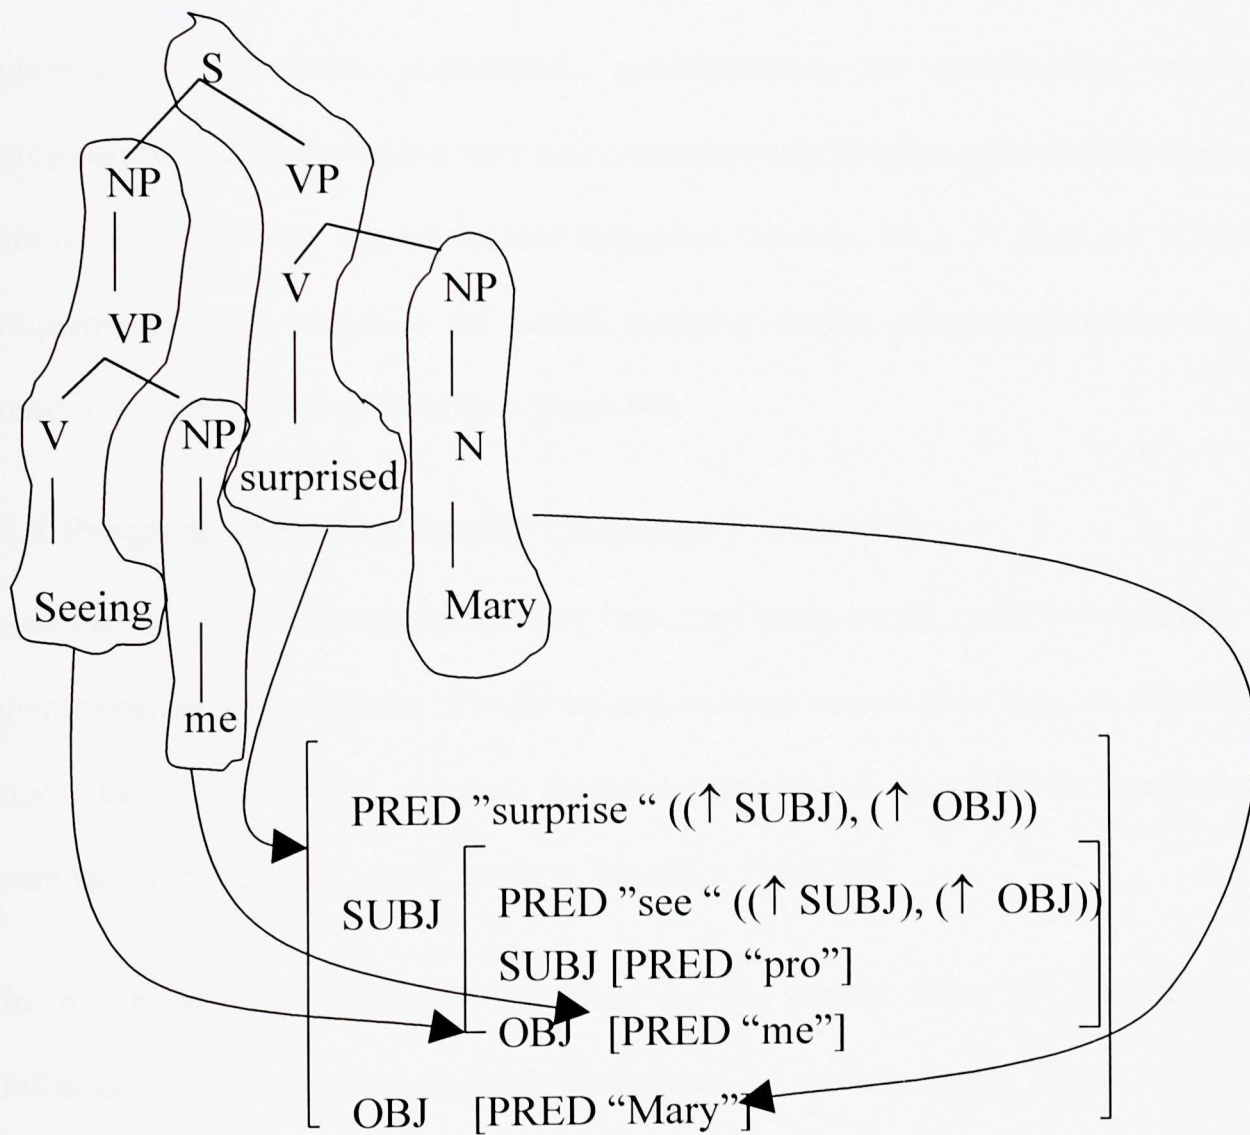 S
NP VP
V NP
VP
V NP N
surprised
Seeing Mary
me
PRED ”surprise “ ((↑ SUBJ), (↑ OBJ))
SUBJ PRED ”see “ ((↑ SUBJ), (↑ OBJ))
SUBJ [PRED “pro”]
OBJ [PRED “me”]
OBJ [PRED “Mary”]